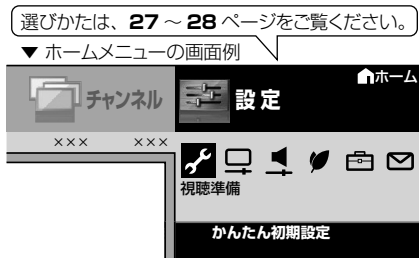 選びかたは、27～28 ページをご覧ください。
▼ ホームメニューの画面例
ホーム
チャンネル
設定
××× ×××
視聴準備
かんたん初期設定